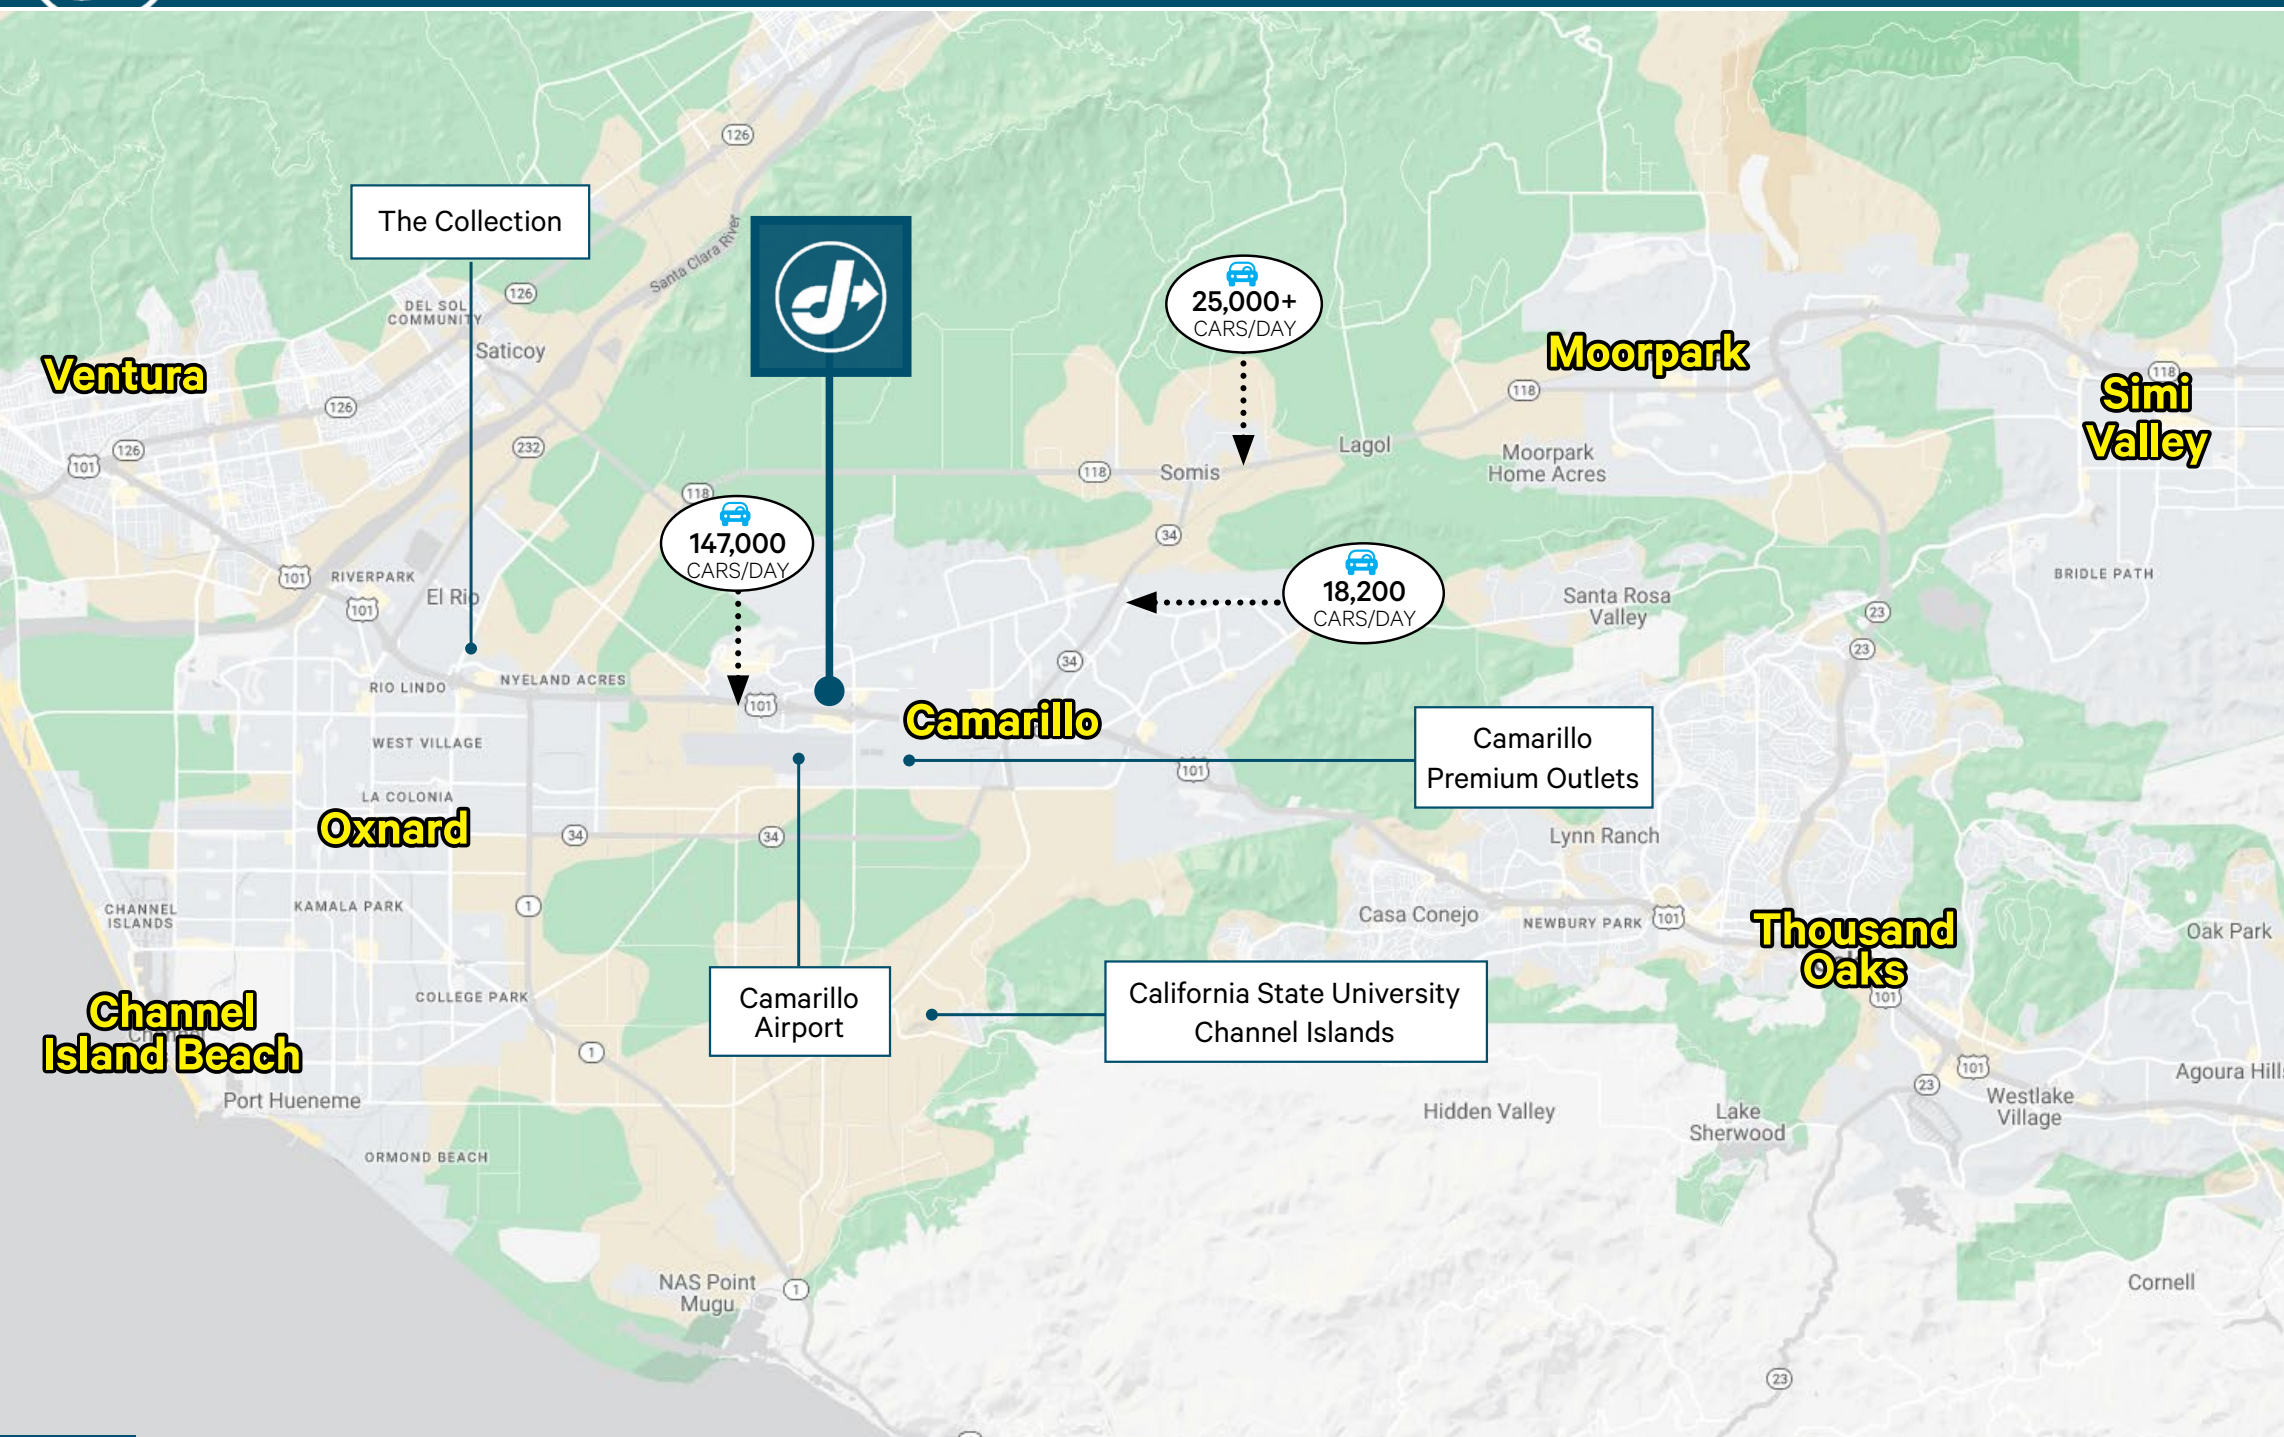 126
The Collection
Santa Clara River
126
DEL SOL
COMMUNITY
Saticoy
25,000+
CARS/DAY
Ventura
Moorpark
118
Simi
Valley
118
126
126
101
232
Lagol
Moorpark
Home Acres
118
Somis
118
147,000
CARS/DAY
34
18,200
CARS/DAY
BRIDLE PATH
101
RIVERPARK
101
El Rio
Santa Rosa
Valley
23
23
34
RIO LINDO
NYELAND ACRES
101
Camarillo
WEST VILLAGE
101
Camarillo
Premium Outlets
LA COLONIA
Oxnard
34
34
Lynn Ranch
CHANNEL
ISLANDS
KAMALA PARK
1
Casa Conejo
NEWBURY PARK
101
Thousand
Oaks
101
Oak Park
COLLEGE PARK
Camarillo
Airport
California State University
Channel Islands
Channel
Island Beach
1
Port Hueneme
101
23
Westlake
Village
Agoura Hills
Hidden Valley
Lake
Sherwood
ORMOND BEACH
NAS Point
Mugu
1
Cornell
23